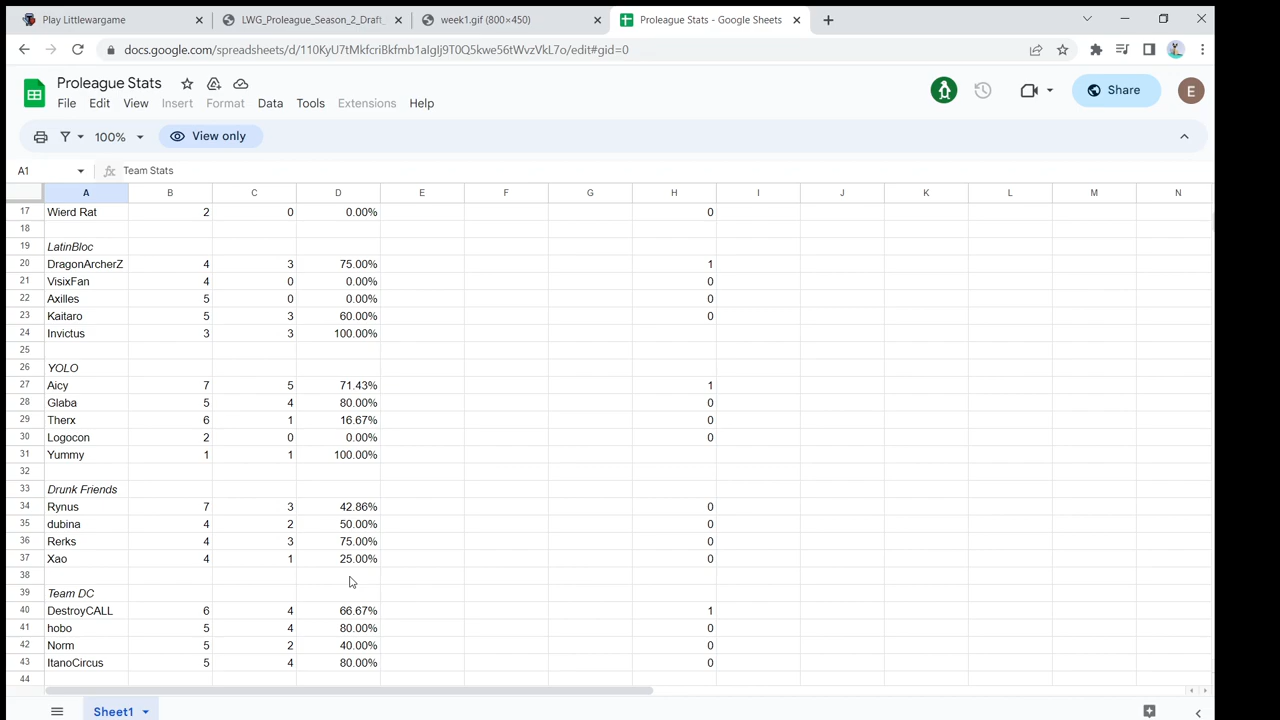 Play Littlewargame
LWG_Proleague_Season_2_Draft_
week1.gif (800×450)
Proleague Stats - Google Sheets
docs.google.com/spreadsheets/d/110KyU7tMkfcriBkfmb1aIgIj9T0Q5kwe56tWvzVkL7o/edit#gid=0
Proleague Stats
File Edit View Insert Format Data Tools Extensions Help
Share
E
100% View only
A1 fx Team Stats
A B C D E F G H I J K L M N
17 Wierd Rat 2 0 0.00% 0
18
19 LatinBloc
20 DragonArcherZ 4 3 75.00% 1
21 VisixFan 4 0 0.00% 0
22 Axilles 5 0 0.00% 0
23 Kaitaro 5 3 60.00% 0
24 Invictus 3 3 100.00%
25
26 YOLO
27 Aicy 7 5 71.43% 1
28 Glaba 5 4 80.00% 0
29 Therx 6 1 16.67% 0
30 Logocon 2 0 0.00% 0
31 Yummy 1 1 100.00%
32
33 Drunk Friends
34 Rynus 7 3 42.86% 0
35 dubina 4 2 50.00% 0
36 Rerks 4 3 75.00% 0
37 Xao 4 1 25.00% 0
38
39 Team DC
40 DestroyCALL 6 4 66.67% 1
41 hobo 5 4 80.00% 0
42 Norm 5 2 40.00% 0
43 ItanoCircus 5 4 80.00% 0
44
Sheet1